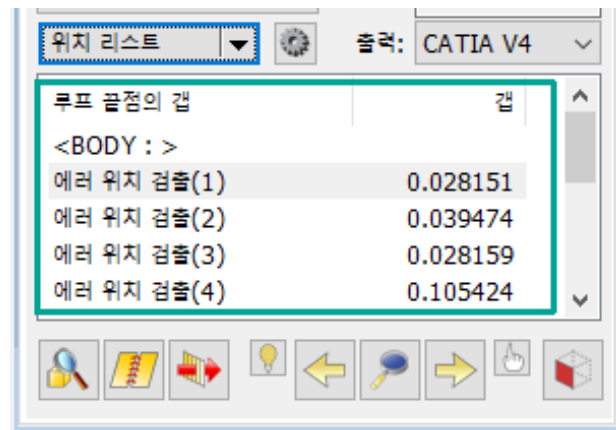 위치 리스트 출력: CATIA V4
루프 끝점의 갭 갭
<BODY : >
에러 위치 검출(1) 0.028151
에러 위치 검출(2) 0.039474
에러 위치 검출(3) 0.028159
에러 위치 검출(4) 0.105424